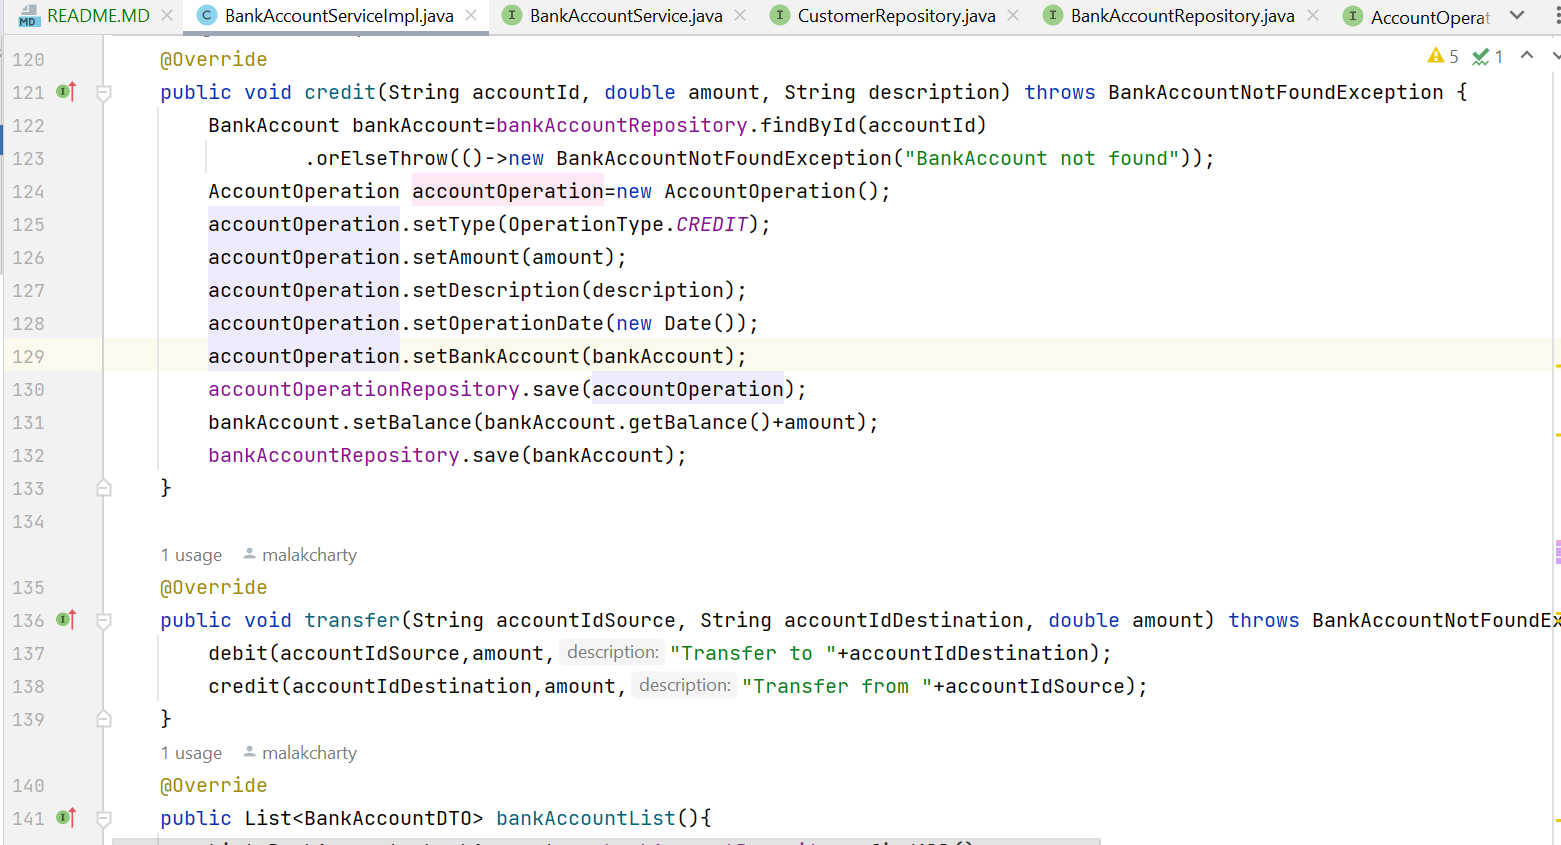 README.MD BankAccountServiceImpl.java BankAccountService.java CustomerRepository.java BankAccountRepository.java AccountOperat
120 @Override 5 1
121 public void credit(String accountId, double amount, String description) throws BankAccountNotFoundException {
122 BankAccount bankAccount=bankAccountRepository.findById(accountId)
123 .orElseThrow(()->new BankAccountNotFoundException("BankAccount not found"));
124 AccountOperation accountOperation=new AccountOperation();
125 accountOperation.setType(OperationType.CREDIT);
126 accountOperation.setAmount(amount);
127 accountOperation.setDescription(description);
128 accountOperation.setOperationDate(new Date());
129 accountOperation.setBankAccount(bankAccount);
130 accountOperationRepository.save(accountOperation);
131 bankAccount.setBalance(bankAccount.getBalance()+amount);
132 bankAccountRepository.save(bankAccount);
133 }
134
1 usage malakcharty
135 @Override
136 public void transfer(String accountIdSource, String accountIdDestination, double amount) throws BankAccountNotFoundEx
137 debit(accountIdSource,amount, description: "Transfer to "+accountIdDestination);
138 credit(accountIdDestination,amount, description: "Transfer from "+accountIdSource);
139 }
1 usage malakcharty
140 @Override
141 public List<BankAccountDTO> bankAccountList(){